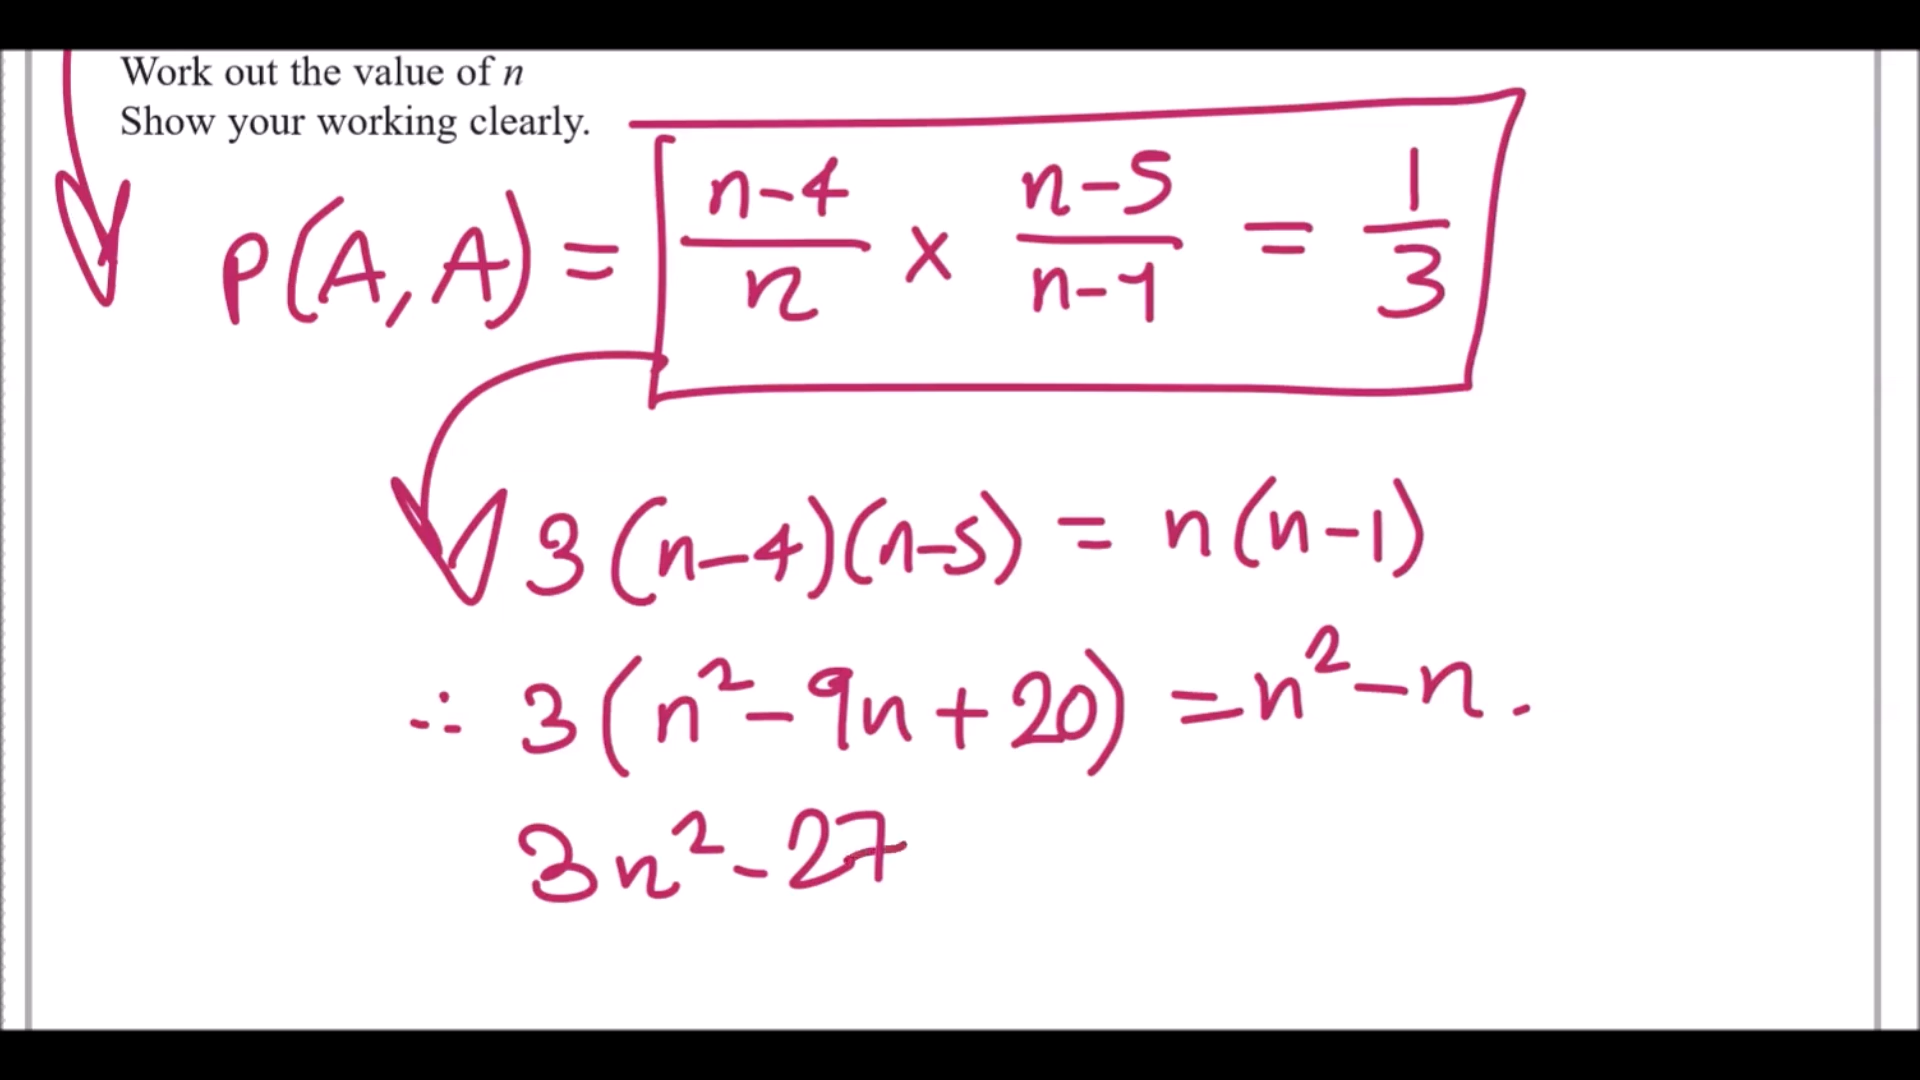 Work out the value of n
Show your working clearly.
P(A,A) = (n-4)/n × (n-5)/(n-1) = 1/3
3(n-4)(n-5) = n(n-1)
∴ 3(n²-9n+20) = n²-n.
3n²-27